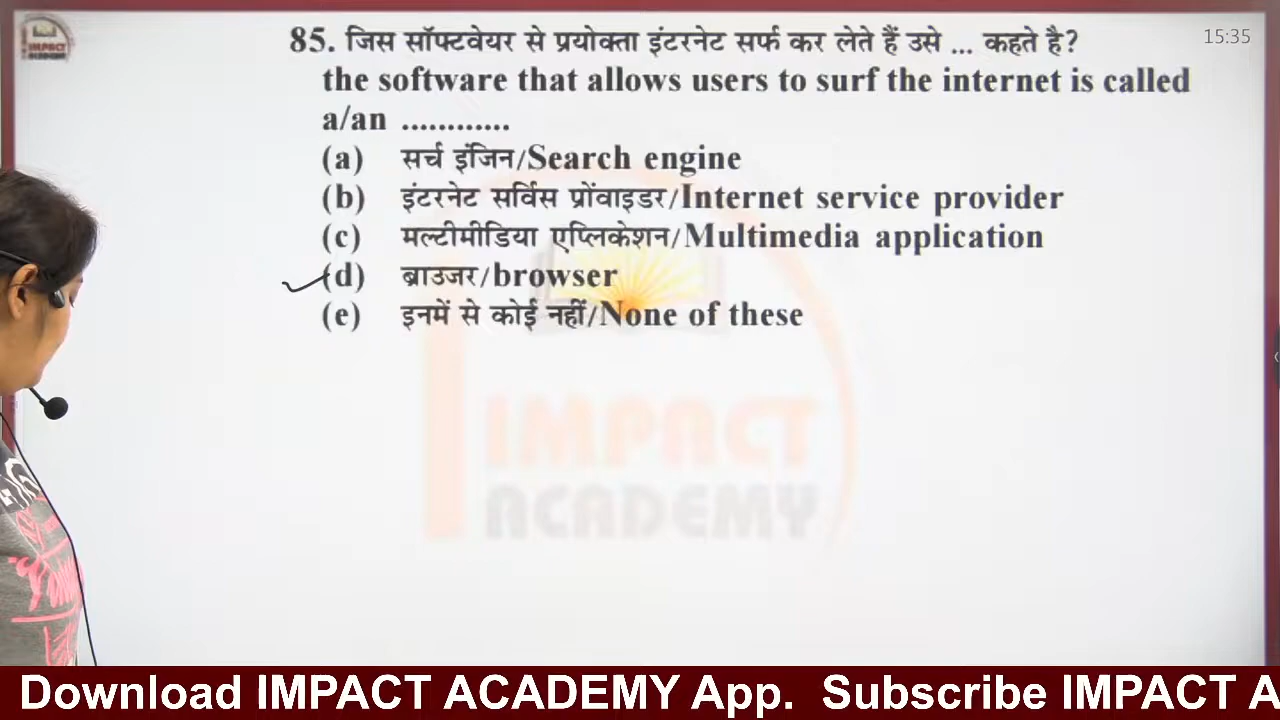 IMPACT
ACADEMY
85. जिस सॉफ्टवेयर से प्रयोक्ता इंटरनेट सर्फ कर लेते हैं उसे ... कहते है?
15:35
the software that allows users to surf the internet is called
a/an ............
(a) सर्च इंजिन/Search engine
(b) इंटरनेट सर्विस प्रोंवाइडर/Internet service provider
(c) मल्टीमीडिया एप्लिकेशन/Multimedia application
(d) ब्राउजर/browser
(e) इनमें से कोई नहीं/None of these
IMPACT
ACADEMY
Download IMPACT ACADEMY App. Subscribe IMPACT A